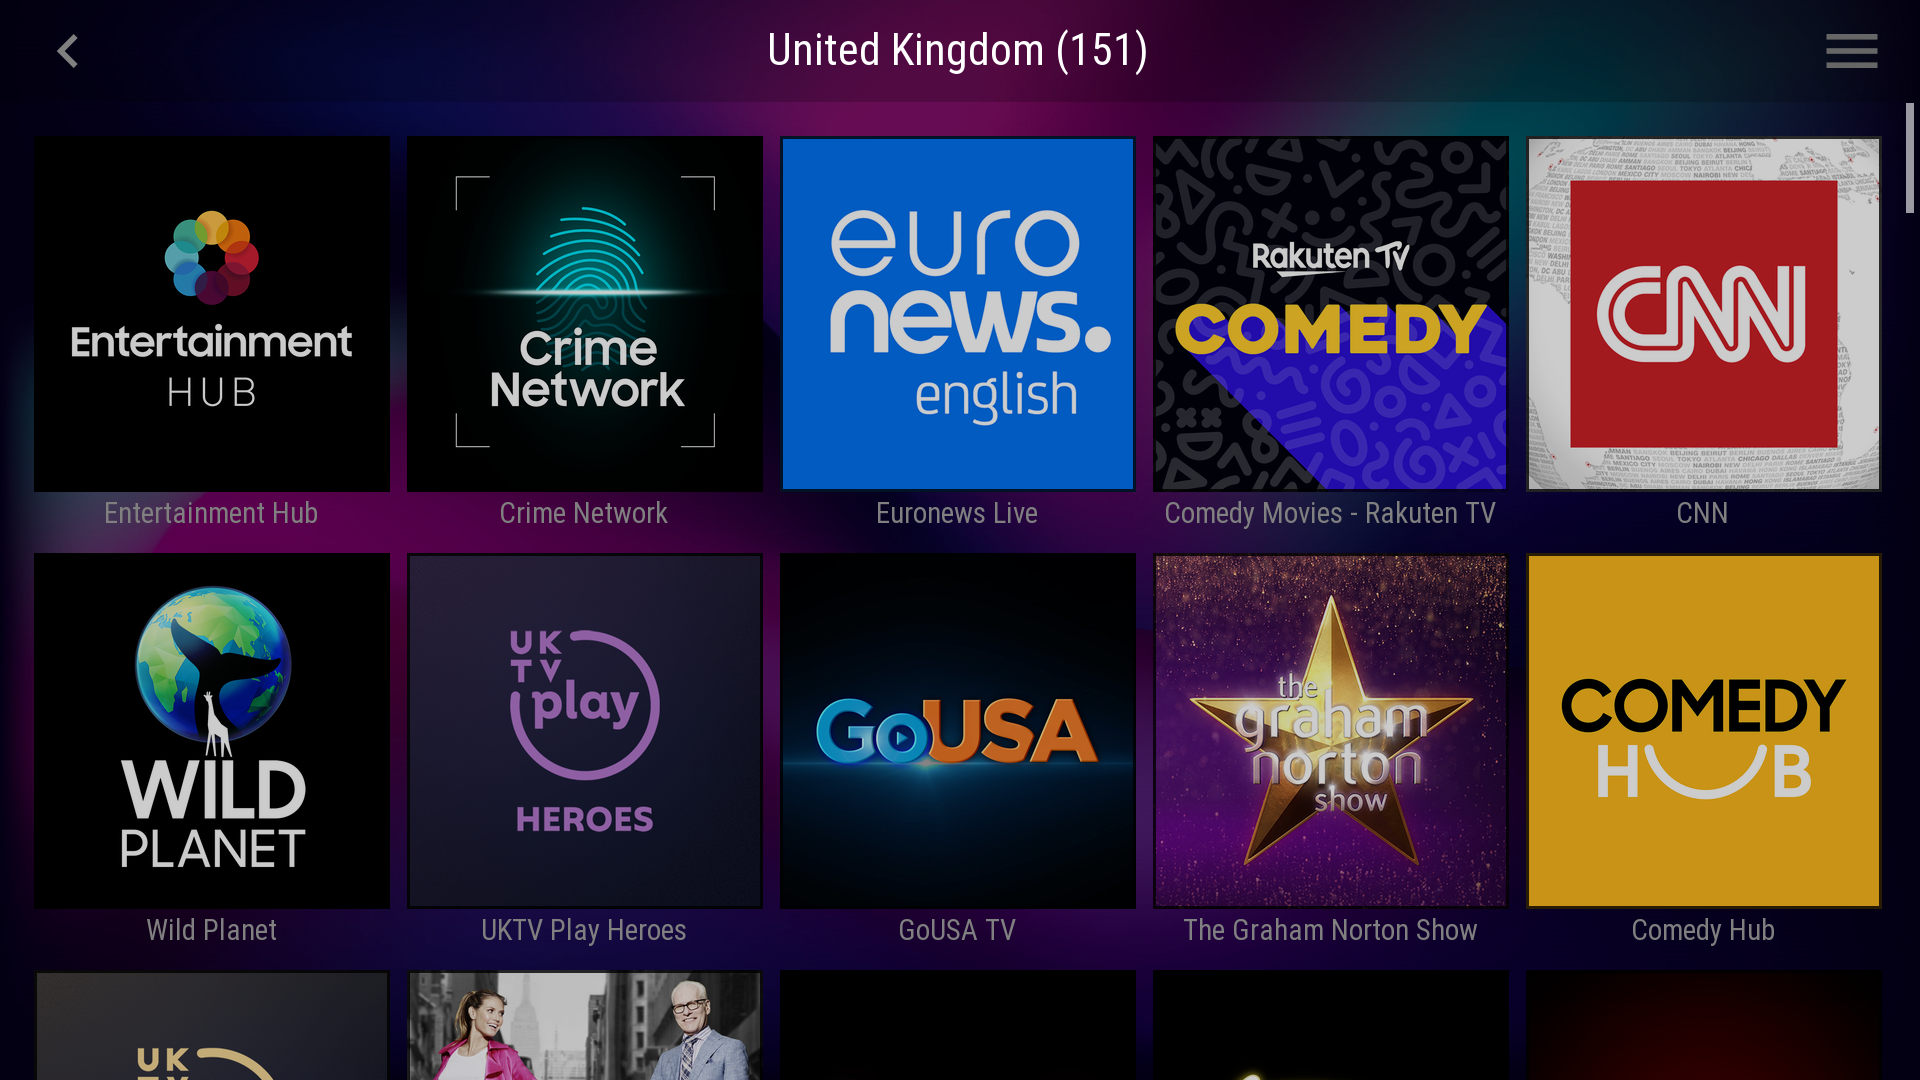 United Kingdom (151)
Entertainment
HUB
Crime
Network
euro
news.
english
Rakuten TV
COMEDY
CNN
Entertainment Hub
Crime Network
Euronews Live
Comedy Movies - Rakuten TV
CNN
WILD
PLANET
UK
TV
play
HEROES
GoUSA
the
graham
norton
show
COMEDY
HUB
Wild Planet
UKTV Play Heroes
GoUSA TV
The Graham Norton Show
Comedy Hub
UK
TV